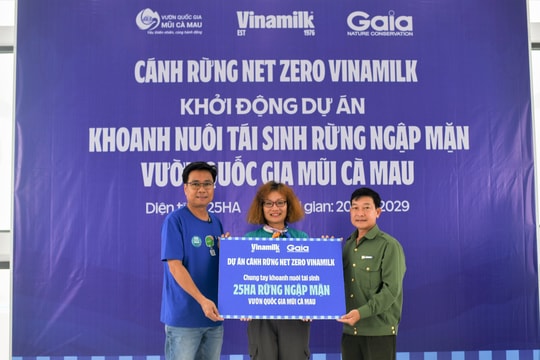 VƯỜN QUỐC GIA
MŨI CÀ MAU
Vinamilk
EST 1976
Gaia
NATURE CONSERVATION
CÁNH RỪNG NET ZERO VINAMILK
KHỞI ĐỘNG DỰ ÁN
KHOANH NUÔI TÁI SINH RỪNG NGẬP MẶN
VƯỜN QUỐC GIA MŨI CÀ MAU
Diện 25HA gian: 2029
Vinamilk Gaia
DỰ ÁN CÁNH RỪNG NET ZERO VINAMILK
Chung tay khoanh nuôi tái sinh
25HA RỪNG NGẬP MẶN
VƯỜN QUỐC GIA MŨI CÀ MAU